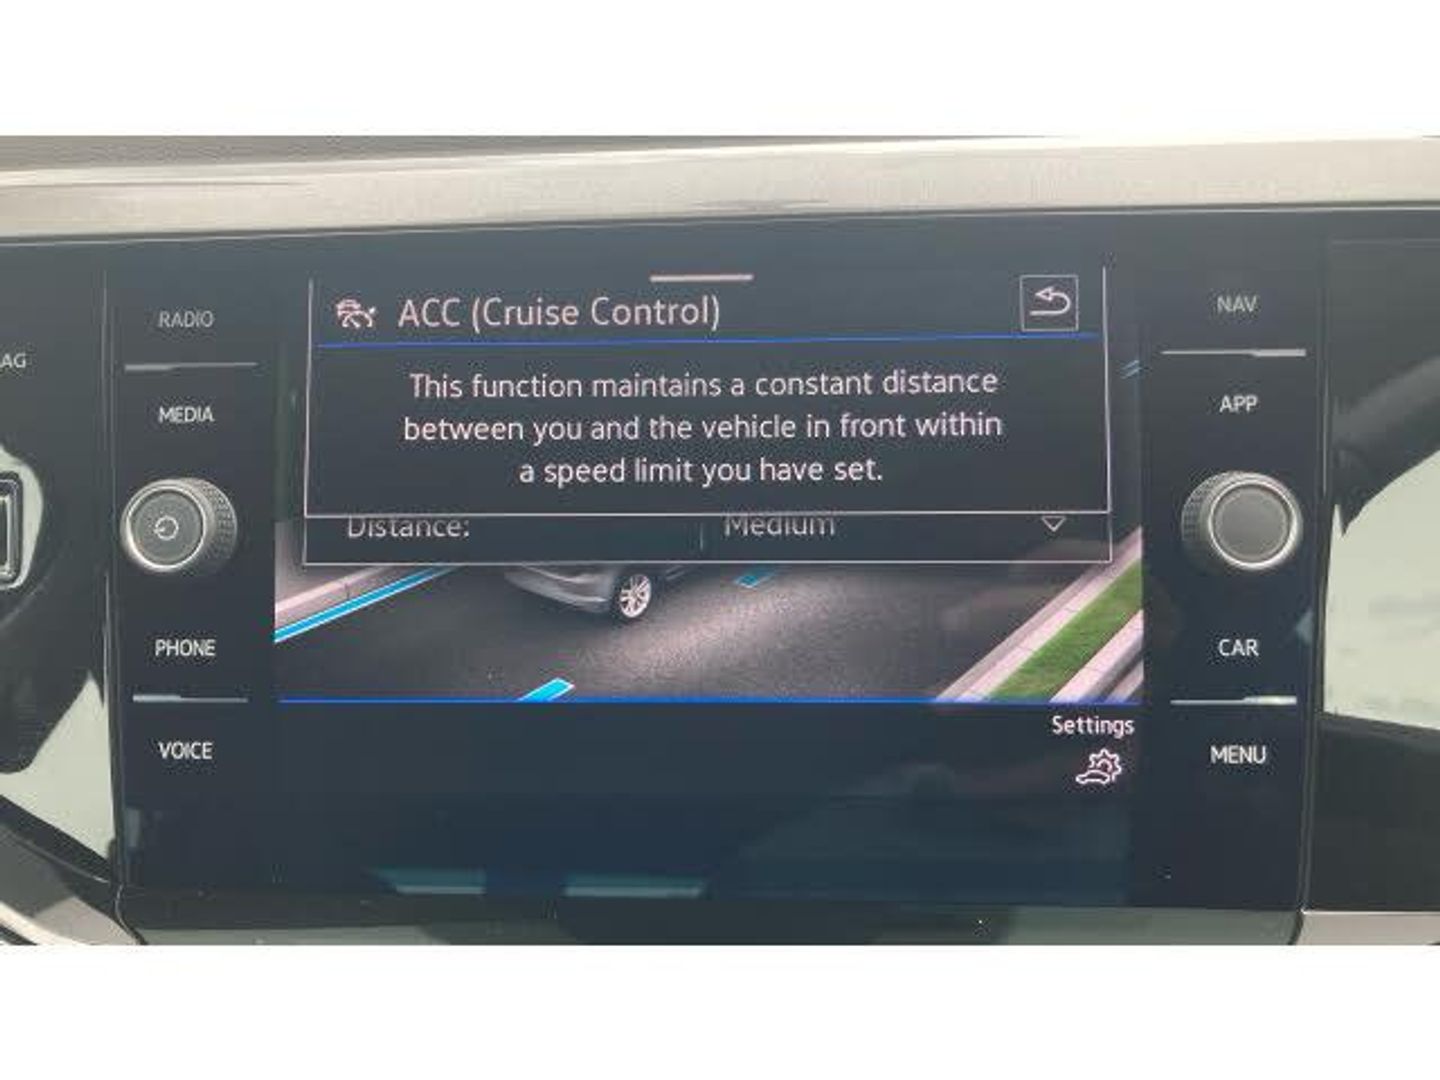 AG
RADIO
MEDIA
PHONE
VOICE
ACC (Cruise Control)
This function maintains a constant distance
between you and the vehicle in front within
a speed limit you have set.
Distance: Medium
Settings
NAV
APP
CAR
MENU